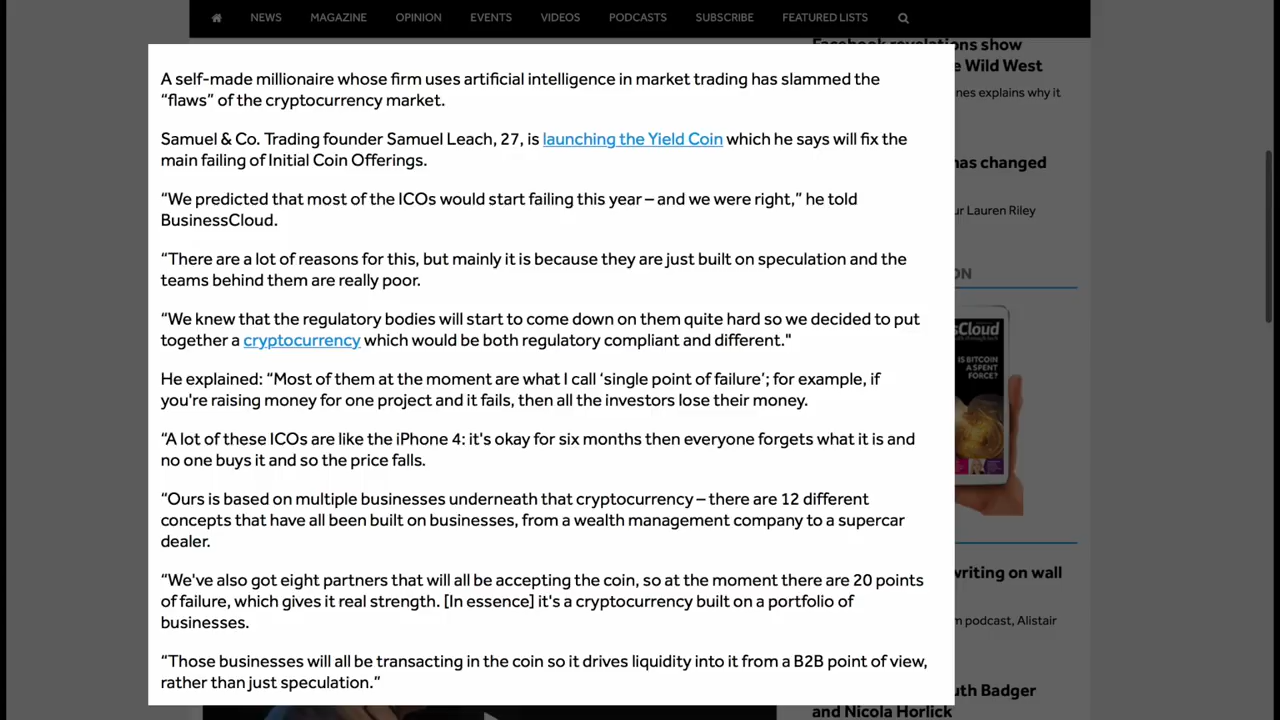 NEWS MAGAZINE OPINION EVENTS VIDEOS PODCASTS SUBSCRIBE FEATURED LISTS
A self-made millionaire whose firm uses artificial intelligence in market trading has slammed the
“flaws” of the cryptocurrency market.
Samuel & Co. Trading founder Samuel Leach, 27, is launching the Yield Coin which he says will fix the
main failing of Initial Coin Offerings.
“We predicted that most of the ICOs would start failing this year – and we were right,” he told
BusinessCloud.
“There are a lot of reasons for this, but mainly it is because they are just built on speculation and the
teams behind them are really poor.
“We knew that the regulatory bodies will start to come down on them quite hard so we decided to put
together a cryptocurrency which would be both regulatory compliant and different."
He explained: “Most of them at the moment are what I call ‘single point of failure’; for example, if
you're raising money for one project and it fails, then all the investors lose their money.
“A lot of these ICOs are like the iPhone 4: it's okay for six months then everyone forgets what it is and
no one buys it and so the price falls.
“Ours is based on multiple businesses underneath that cryptocurrency – there are 12 different
concepts that have all been built on businesses, from a wealth management company to a supercar
dealer.
“We've also got eight partners that will all be accepting the coin, so at the moment there are 20 points
of failure, which gives it real strength. [In essence] it's a cryptocurrency built on a portfolio of
businesses.
“Those businesses will all be transacting in the coin so it drives liquidity into it from a B2B point of view,
rather than just speculation.”
Facebook revelations show
e Wild West
nes explains why it
has changed
ur Lauren Riley
ON
sCloud
IS BITCOIN
A SPENT
FORCE?
writing on wall
m podcast, Alistair
uth Badger
and Nicola Horlick